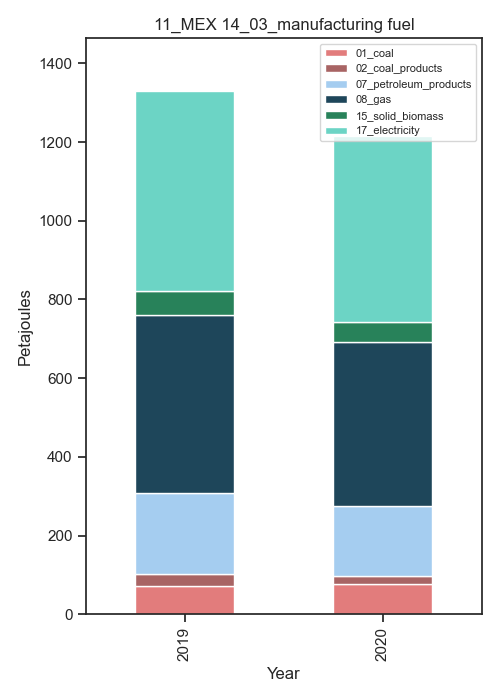 11_MEX 14_03_manufacturing fuel
01_coal
02_coal_products
07_petroleum_products
08_gas
15_solid_biomass
17_electricity
Petajoules
1400
1200
1000
800
600
400
200
0
2019
2020
Year